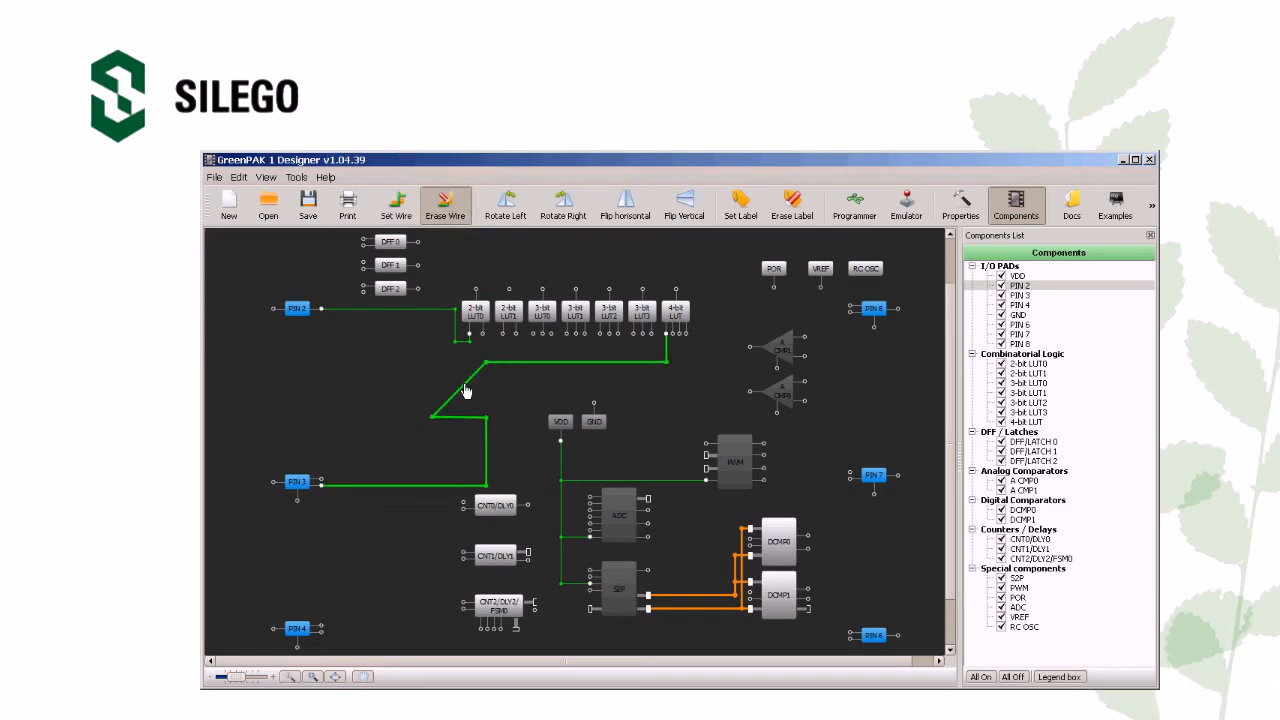 SILEGO
GreenPAK 1 Designer v1.04.39
File Edit View Tools Help
New Open Save Print Set Wire Erase Wire Rotate Left Rotate Right Flip horizontal Flip Vertical Set Label Erase Label Programmer Emulator Properties Components Docs Examples »
DFF 0
DFF 1
DFF 2
POR VREF RC OSC
PIN 2
2-bit LUT0
2-bit LUT1
3-bit LUT0
3-bit LUT1
3-bit LUT2
3-bit LUT3
4-bit LUT
PIN 8
A CMP1
A CMP0
VDD GND
PWM
PIN 3
PIN 7
CNT0/DLY0
ADC
CNT1/DLY1
DCMP0
S2P
DCMP1
CNT2/DLY2/
FSM0
PIN 4
PIN 6
Components List
Components
I/O PADs
VDD
PIN 2
PIN 3
PIN 4
GND
PIN 6
PIN 7
PIN 8
Combinatorial Logic
2-bit LUT0
2-bit LUT1
3-bit LUT0
3-bit LUT1
3-bit LUT2
3-bit LUT3
4-bit LUT
DFF / Latches
DFF/LATCH 0
DFF/LATCH 1
DFF/LATCH 2
Analog Comparators
A CMP0
A CMP1
Digital Comparators
DCMP0
DCMP1
Counters / Delays
CNT0/DLY0
CNT1/DLY1
CNT2/DLY2/FSM0
Special components
S2P
PWM
POR
ADC
VREF
RC OSC
All On All Off Legend box